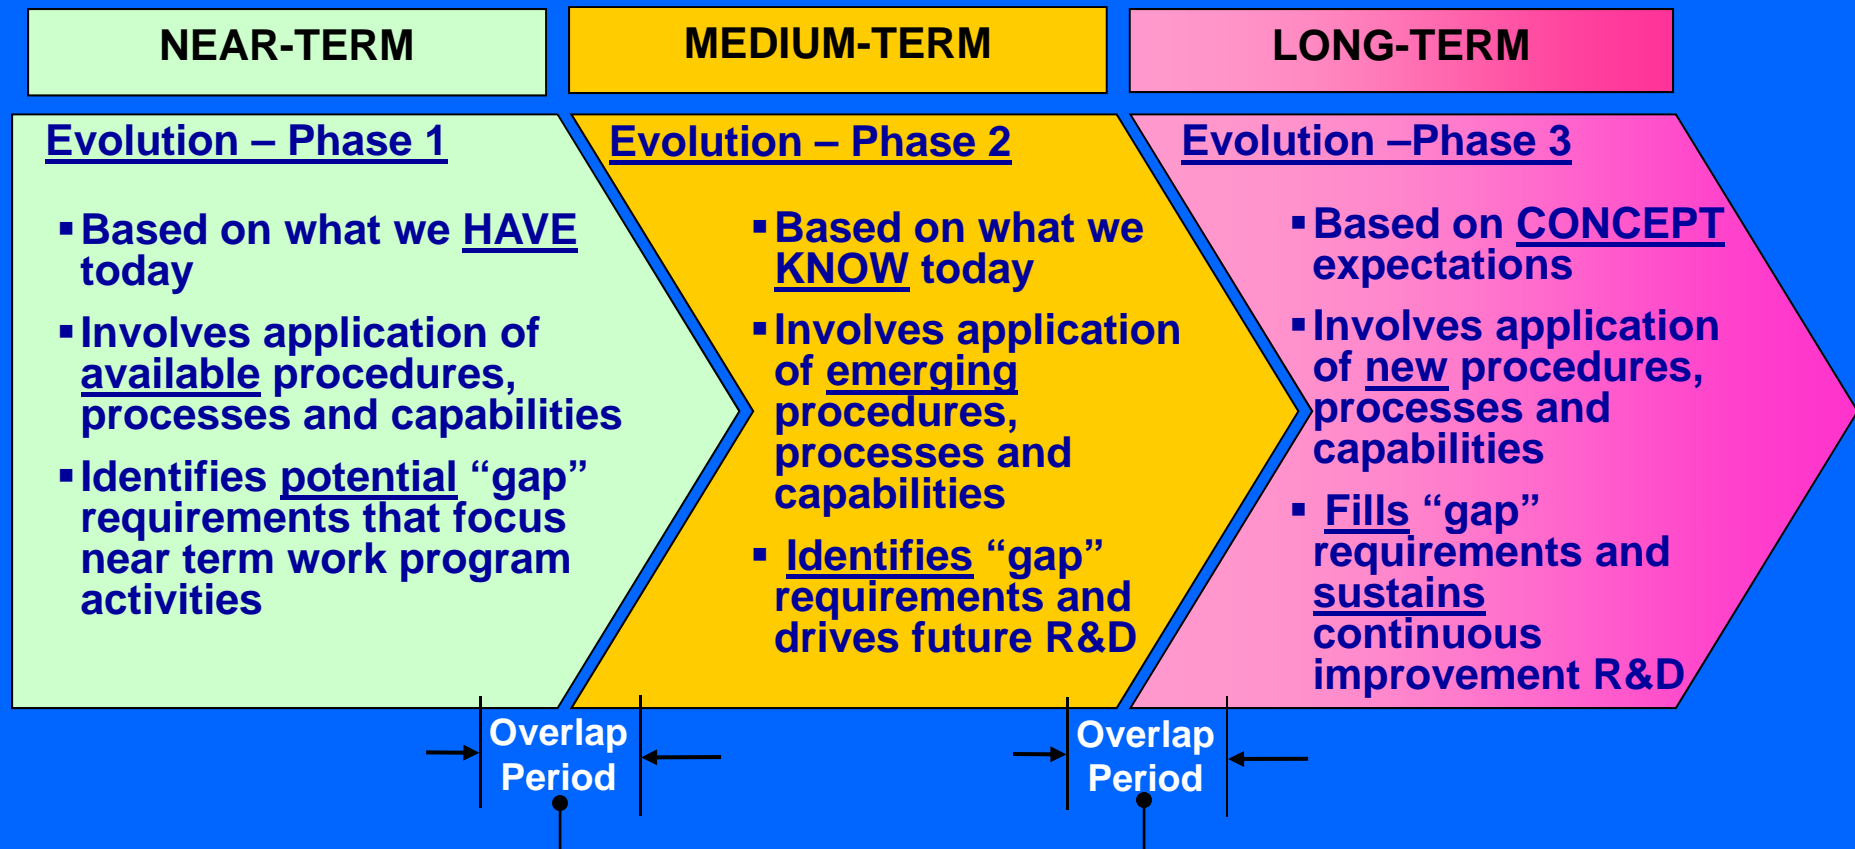 NEAR-TERM
MEDIUM-TERM
LONG-TERM
Evolution – Phase 1
▪Based on what we HAVE
today
▪Involves application of
available procedures,
processes and capabilities
▪Identifies potential “gap”
requirements that focus
near term work program
activities
Evolution – Phase 2
▪Based on what we
KNOW today
▪Involves application
of emerging
procedures,
processes and
capabilities
▪ Identifies “gap”
requirements and
drives future R&D
Evolution –Phase 3
▪Based on CONCEPT
expectations
▪Involves application
of new procedures,
processes and
capabilities
▪ Fills “gap”
requirements and
sustains
continuous
improvement R&D
Overlap
Period
Overlap
Period